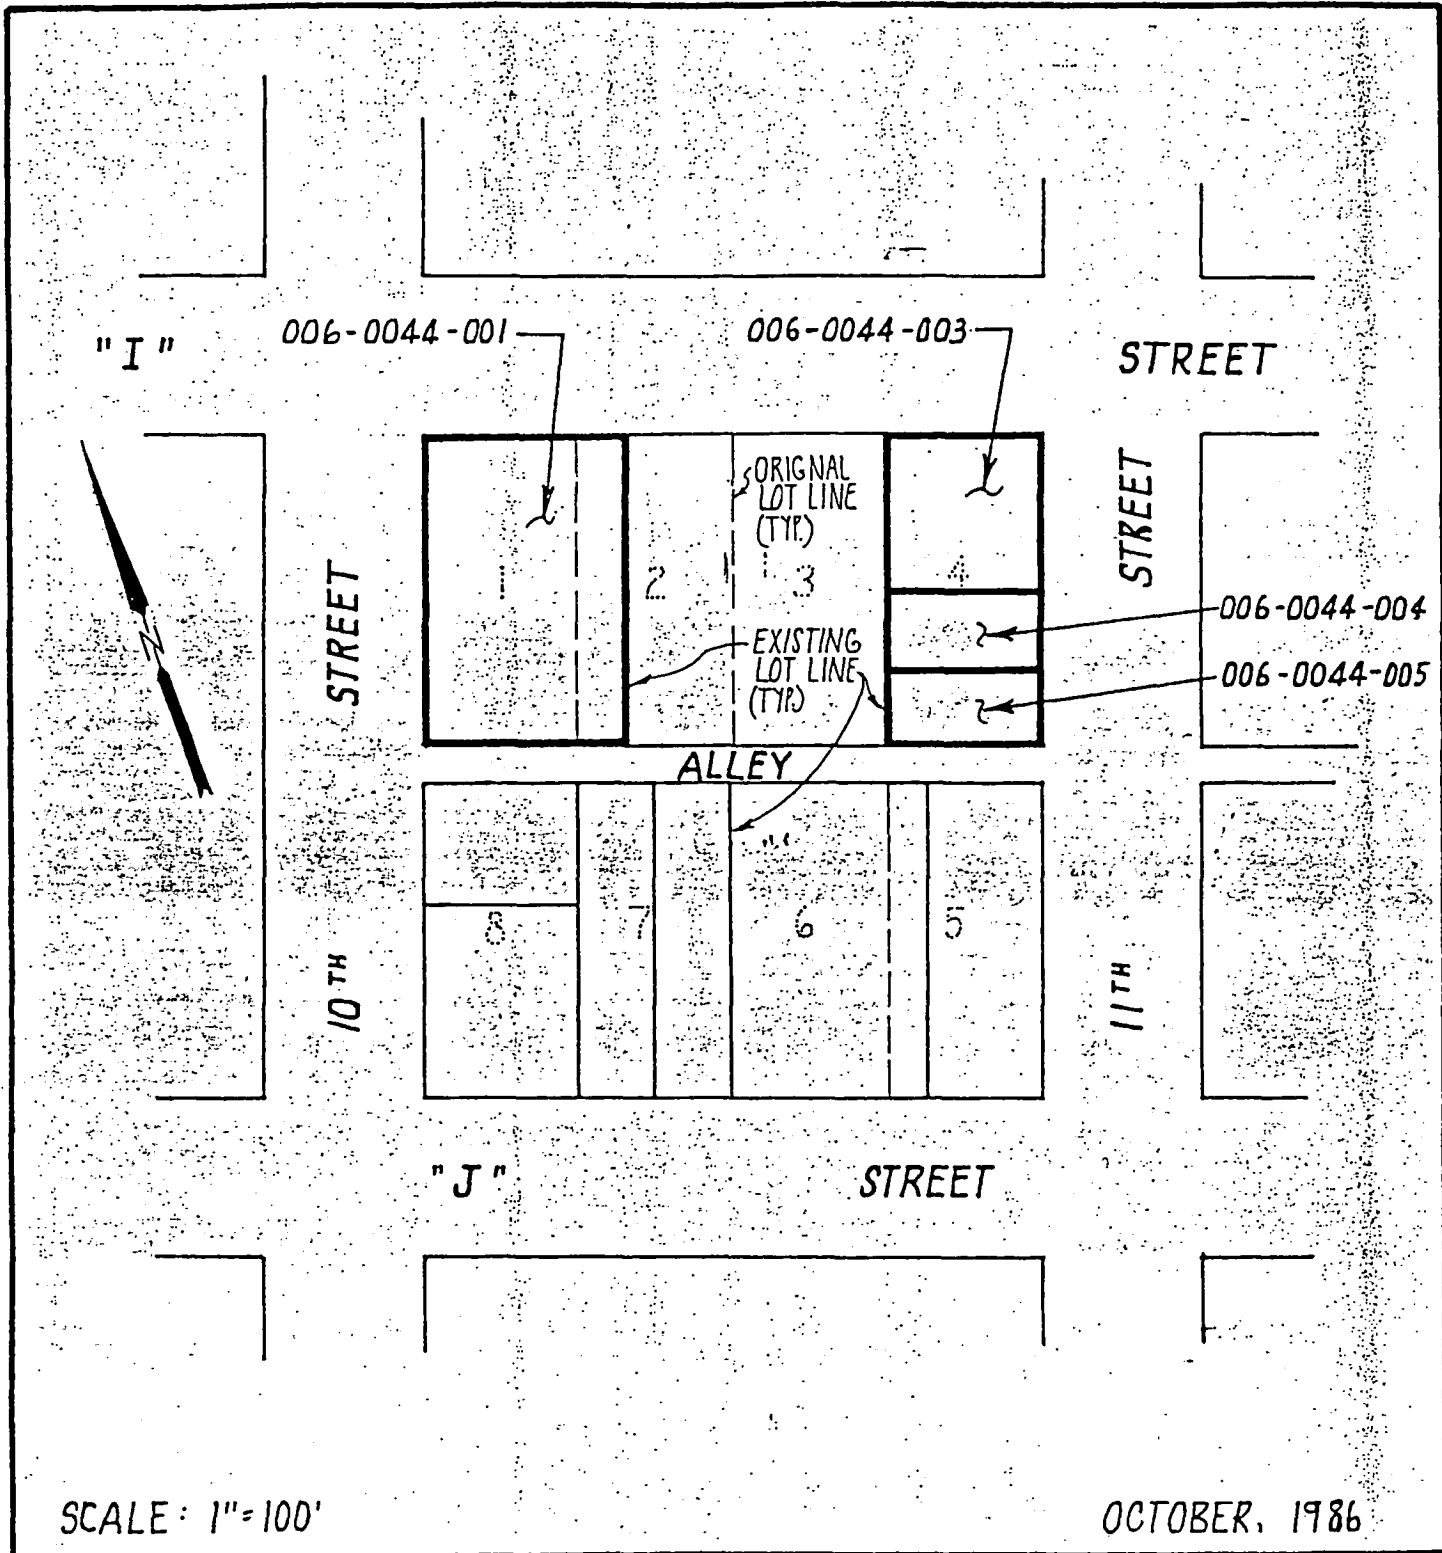 006-0044-001
006-0044-003
"I"
STREET
ORIGNAL
LOT LINE
(TYP.)
STREET
STREET
1
2
3
4
006-0044-004
EXISTING
LOT LINE
(TYP.)
006-0044-005
ALLEY
8
7
6
5
10TH
11TH
"J"
STREET
N
SCALE: 1"=100'
OCTOBER, 1986